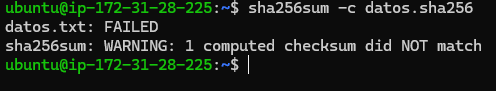 ubuntu@ip-172-31-28-225:~$ sha256sum -c datos.sha256
datos.txt: FAILED
sha256sum: WARNING: 1 computed checksum did NOT match
ubuntu@ip-172-31-28-225:~$